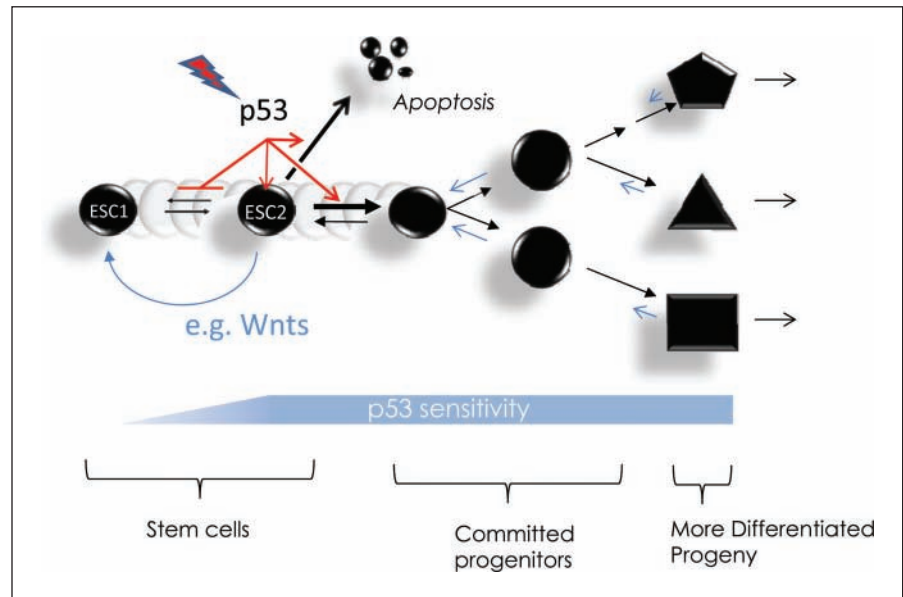 p53
Apoptosis
ESC1
ESC2
e.g. Wnts
p53 sensitivity
Stem cells
Committed
progenitors
More Differentiated
Progeny